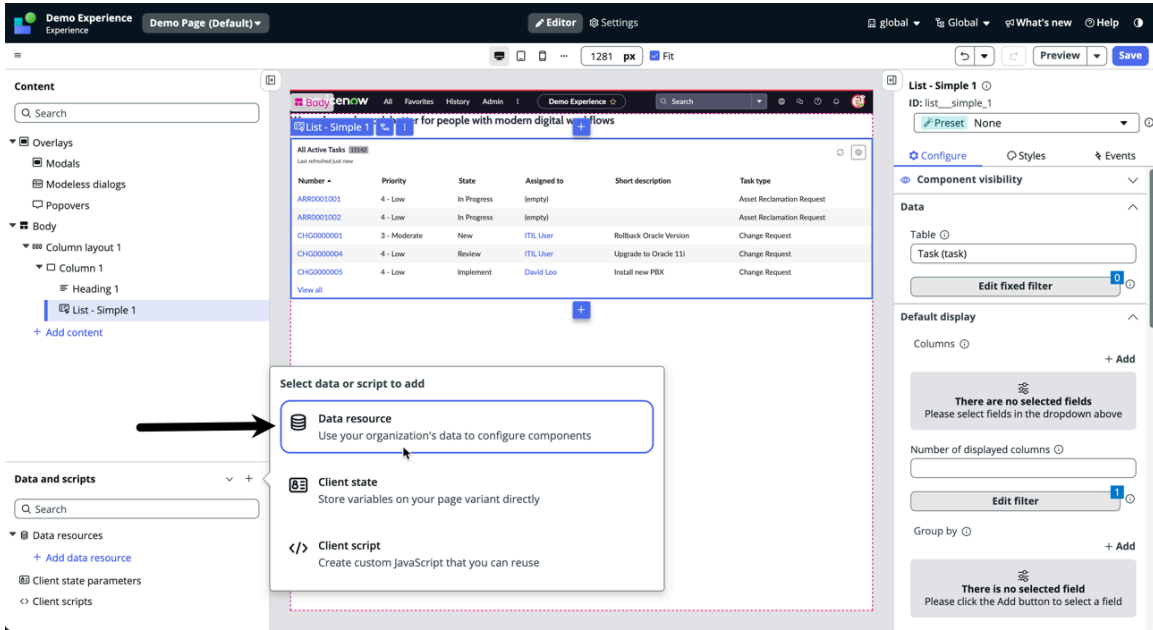 Demo Experience
Experience
Demo Page (Default)
Editor
Settings
global
Global
What's new
Help
1281 px
Fit
Preview
Save
Content
Search
Overlays
Modals
Modeless dialogs
Popovers
Body
Column layout 1
Column 1
Heading 1
List - Simple 1
+ Add content
Data and scripts
Search
Data resources
+ Add data resource
Client state parameters
Client scripts
Body
cenow
All Favorites History Admin
Demo Experience
Search
for people with modern digital
List - Simple 1
All Active Tasks
Last refreshed just now
Number Priority State Assigned to Short description Task type
ARR0001001 4 - Low In Progress (empty) Asset Reclamation Request
ARR0001002 4 - Low In Progress (empty) Asset Reclamation Request
CHG0000001 3 - Moderate New ITIL User Rollback Oracle Version Change Request
CHG0000004 4 - Low Review ITIL User Upgrade to Oracle 11i Change Request
CHG0000005 4 - Low Implement David Loo Install new PBX Change Request
View all
Select data or script to add
Data resource
Use your organization's data to configure components
Client state
Store variables on your page variant directly
Client script
Create custom JavaScript that you can reuse
List - Simple 1
ID: list__simple_1
Preset None
Configure
Styles
Events
Component visibility
Data
Table
Task (task)
Edit fixed filter
0
Default display
Columns
+ Add
There are no selected fields
Please select fields in the dropdown above
Number of displayed columns
Edit filter
1
Group by
+ Add
There is no selected field
Please click the Add button to select a field